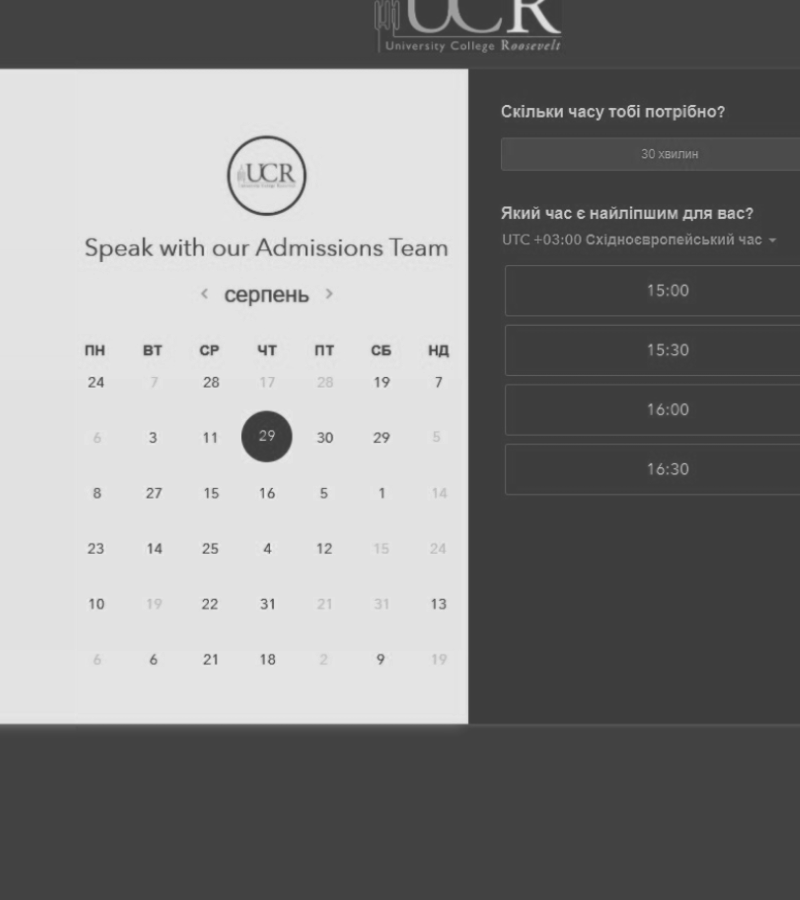 UCR
University College Roosevelt
UCR
Speak with our Admissions Team
серпень
ПН ВТ СР ЧТ ПТ СБ НД
24 7 28 17 28 19 7
6 3 11 29 30 29 5
8 27 15 16 5 1 14
23 14 25 4 12 15 24
10 19 22 31 21 31 13
6 6 21 18 2 9 19
Скільки часу тобі потрібно?
30 хвилин
Який час є найліпшим для вас?
UTC +03:00 Східноєвропейський час
15:00
15:30
16:00
16:30